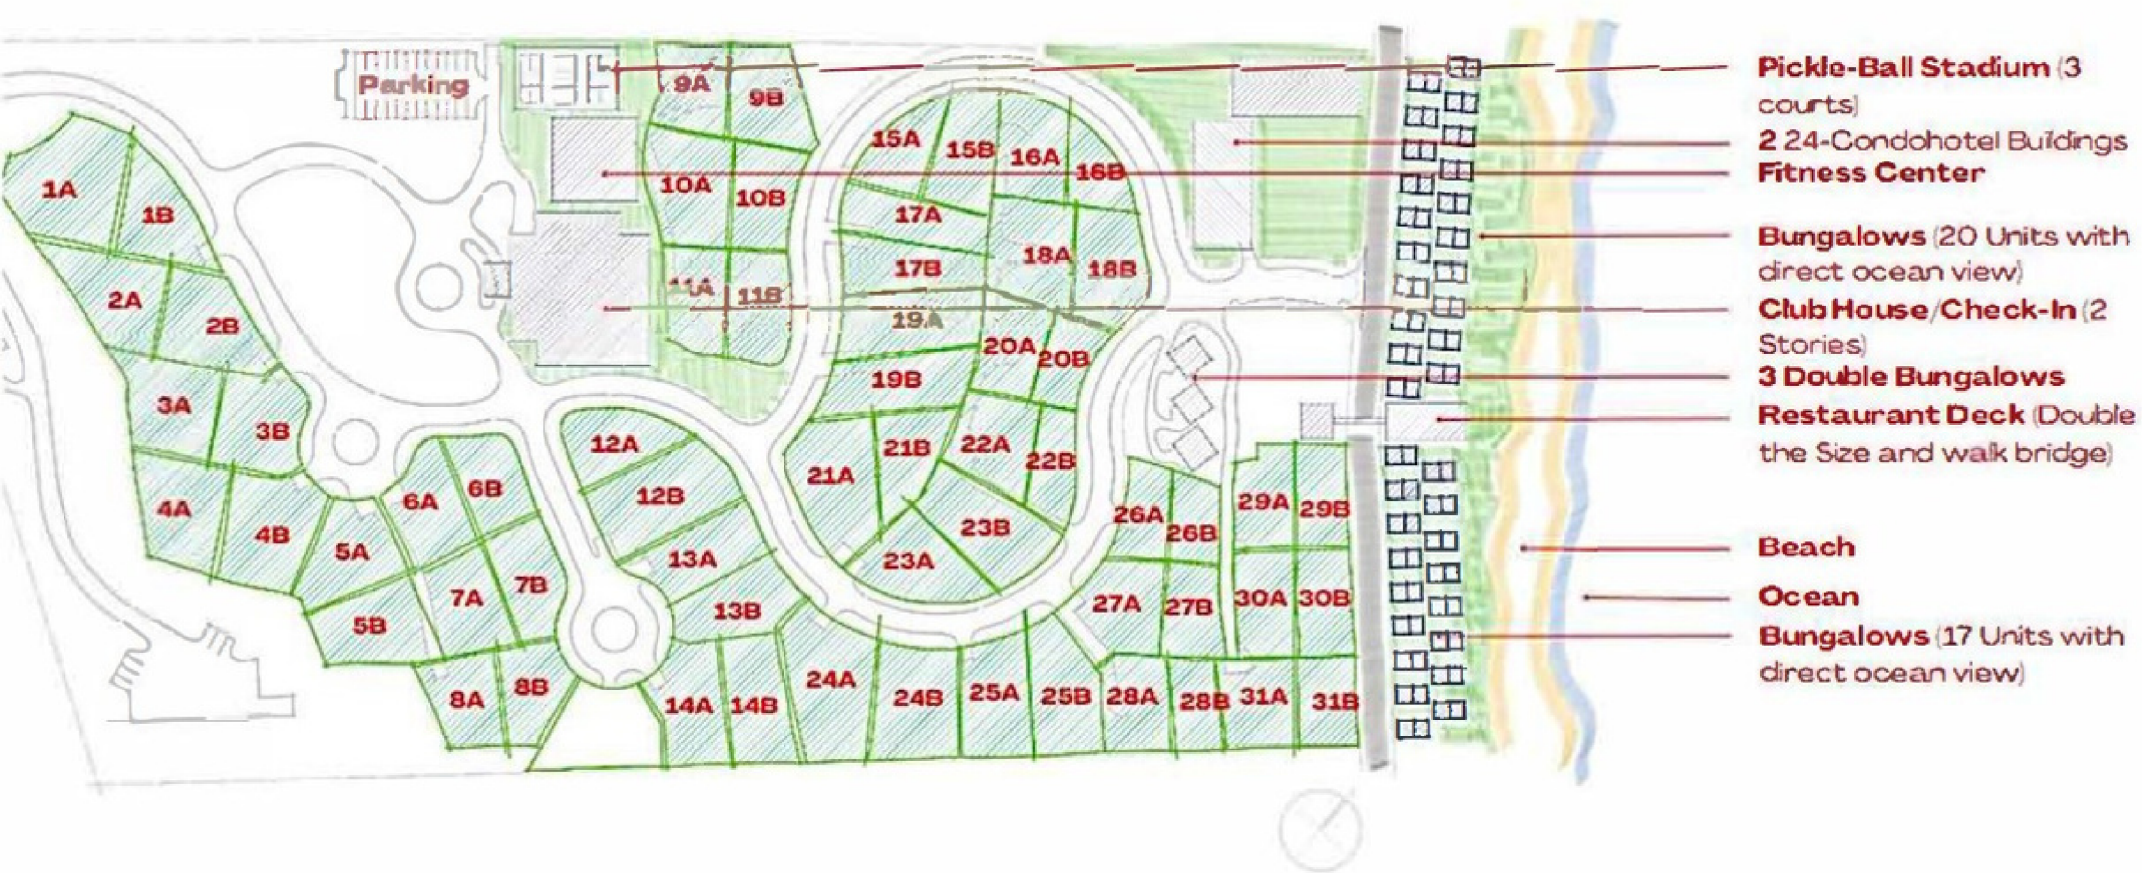 Parking
9A
9B
1A
1B
10A
10B
15A
15B
16A
16B
17A
17B
18A
18B
2A
2B
11A
11B
19A
19B
20A
20B
3A
3B
12A
12B
21A
21B
22A
22B
4A
4B
6A
6B
5A
5B
7A
7B
13A
13B
23A
23B
26A
26B
29A
29B
27A
27B
30A
30B
8A
8B
14A
14B
24A
24B
25A
25B
28A
28B
31A
31B
Pickle-Ball Stadium (3
courts)
2 24-Condohotel Buildings
Fitness Center
Bungalows (20 Units with
direct ocean view)
Club House/Check-In (2
Stories)
3 Double Bungalows
Restaurant Deck (Double
the Size and walk bridge)
Beach
Ocean
Bungalows (17 Units with
direct ocean view)